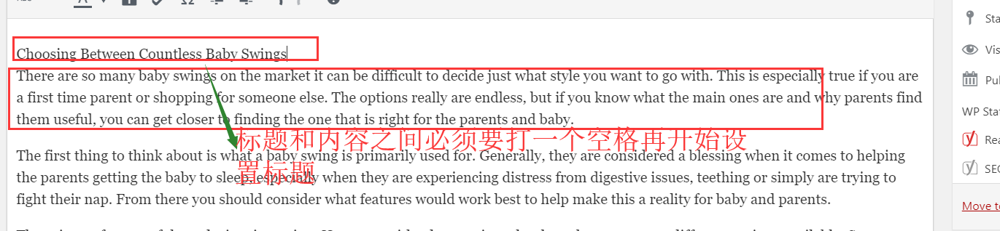 Choosing Between Countless Baby Swings
There are so many baby swings on the market it can be difficult to decide just what style you want to go with. This is especially true if you are
a first time parent or shopping for someone else. The options really are endless, but if you know what the main ones are and why parents find
them useful, you can get closer to finding the one that is right for the parents and baby.
标题和内容之间必须要打一个空格再开始设
置标题
The first thing to think about is what a baby swing is primarily used for. Generally, they are considered a blessing when it comes to helping
the parents getting the baby to sleep, especially when they are experiencing distress from digestive issues, teething or simply are trying to
fight their nap. From there you should consider what features would work best to help make this a reality for baby and parents.
Sta
Vis
Pul
WP Stat
Rea
SEC
Move to